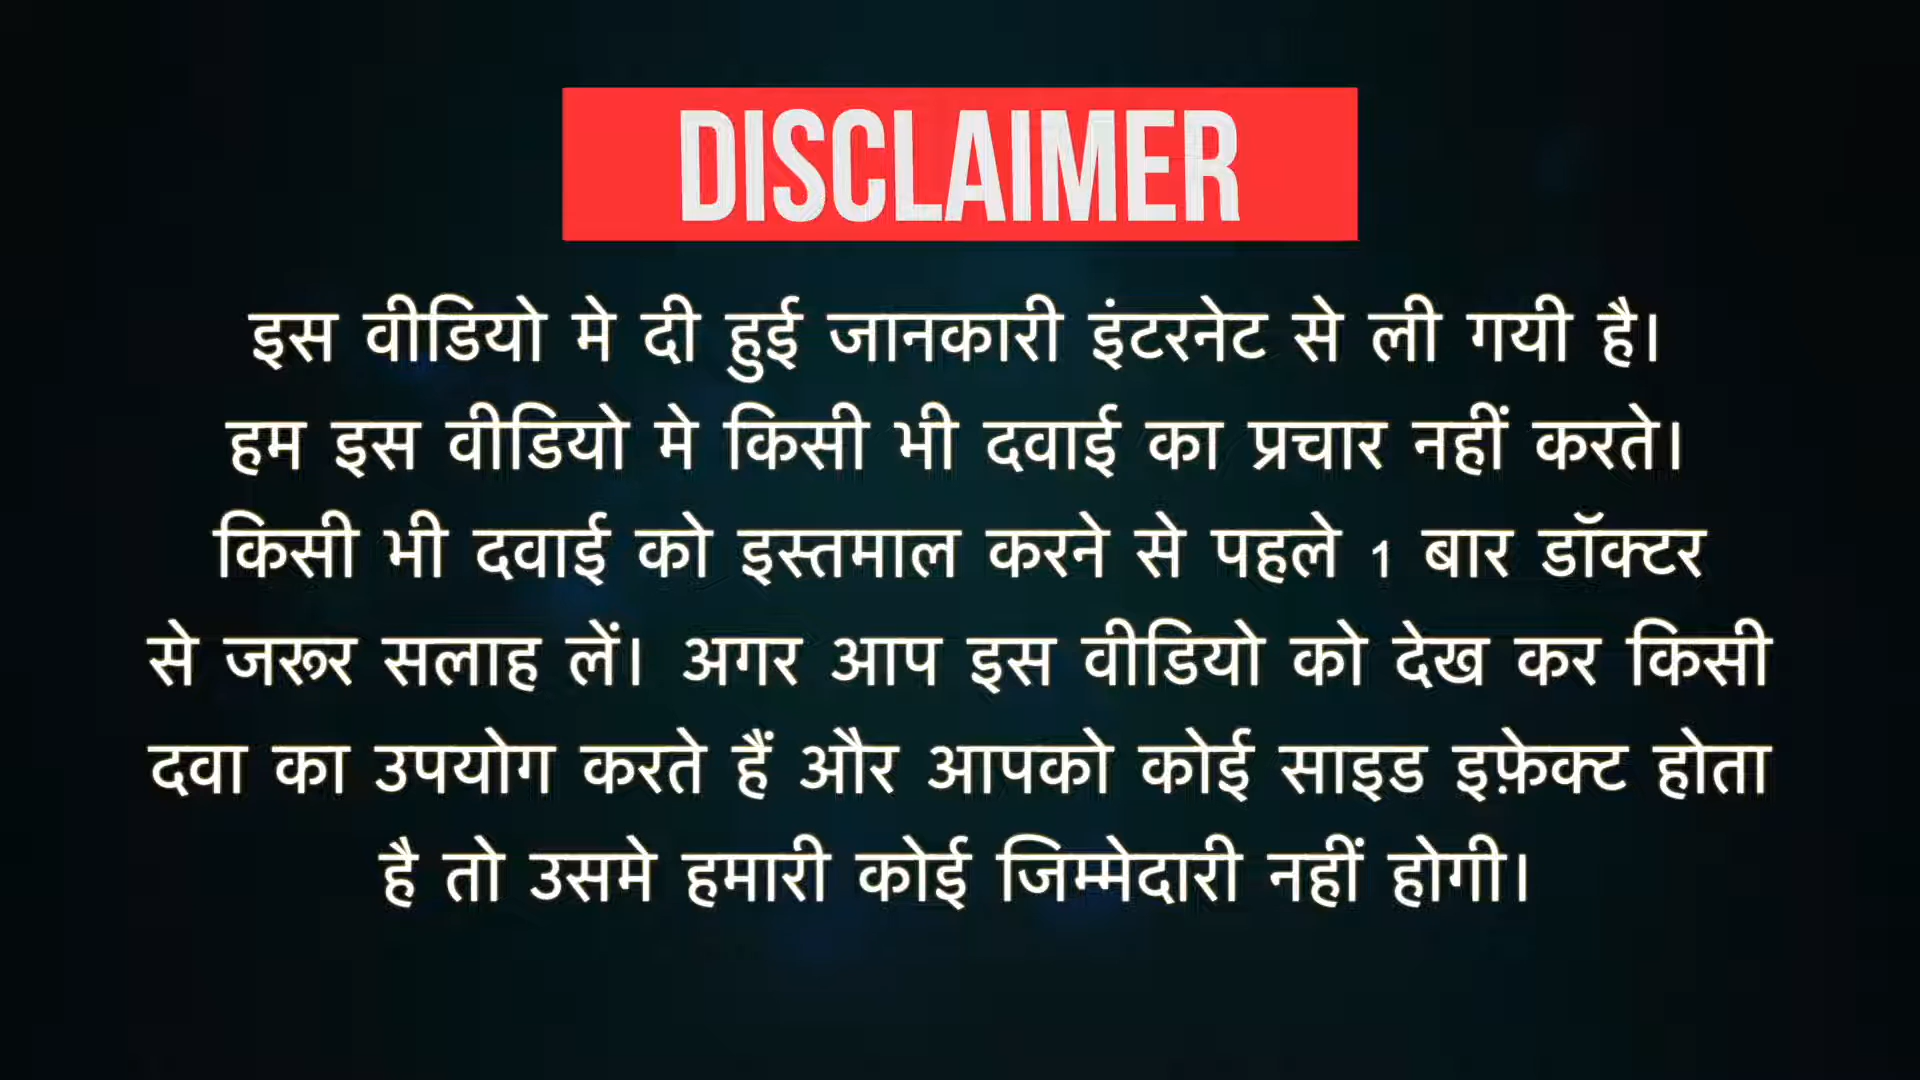 DISCLAIMER
इस वीडियो मे दी हुई जानकारी इंटरनेट से ली गयी है।
हम इस वीडियो मे किसी भी दवाई का प्रचार नहीं करते।
किसी भी दवाई को इस्तमाल करने से पहले 1 बार डॉक्टर
से जरूर सलाह लें। अगर आप इस वीडियो को देख कर किसी
दवा का उपयोग करते हैं और आपको कोई साइड इफ़ेक्ट होता
है तो उसमे हमारी कोई जिम्मेदारी नहीं होगी।